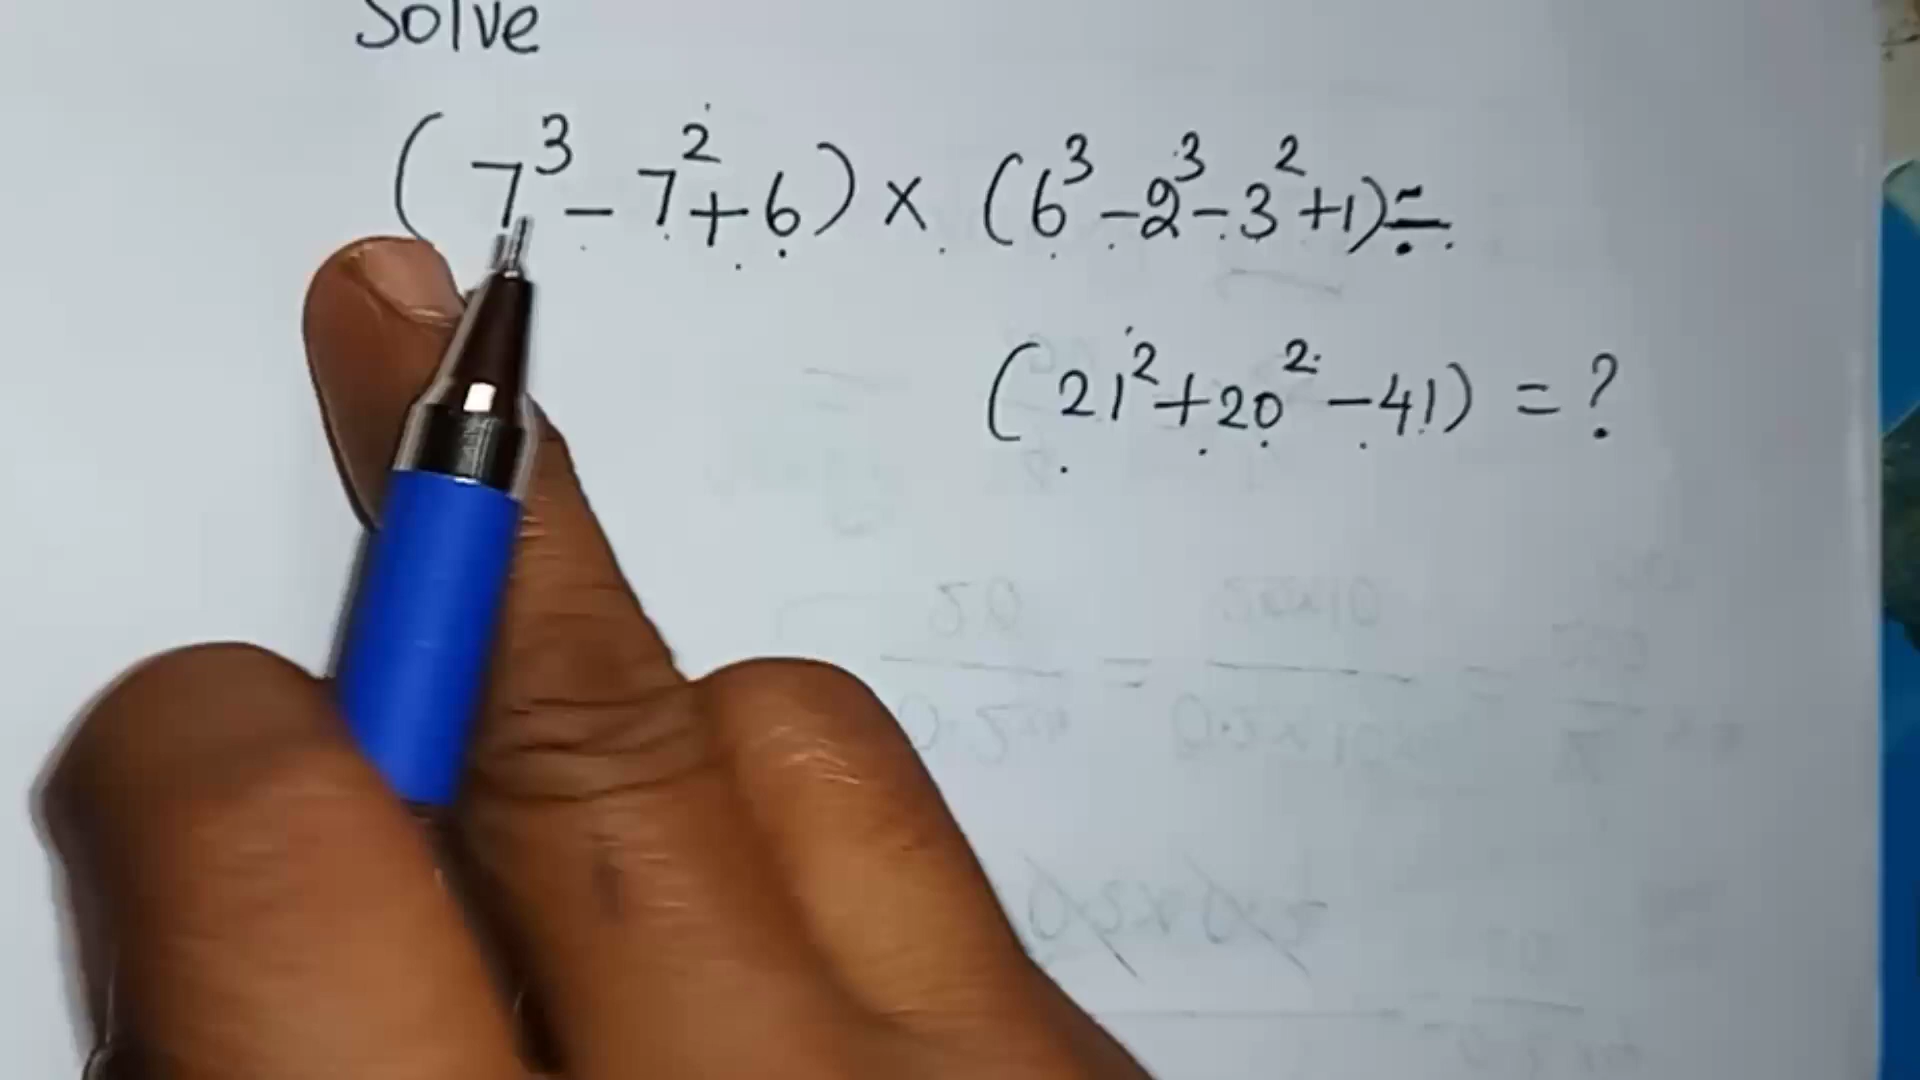 Solve
(7³ - 7² + 6) × (6³ - 2³ - 3² + 1) ÷
(21² + 20² - 41) = ?